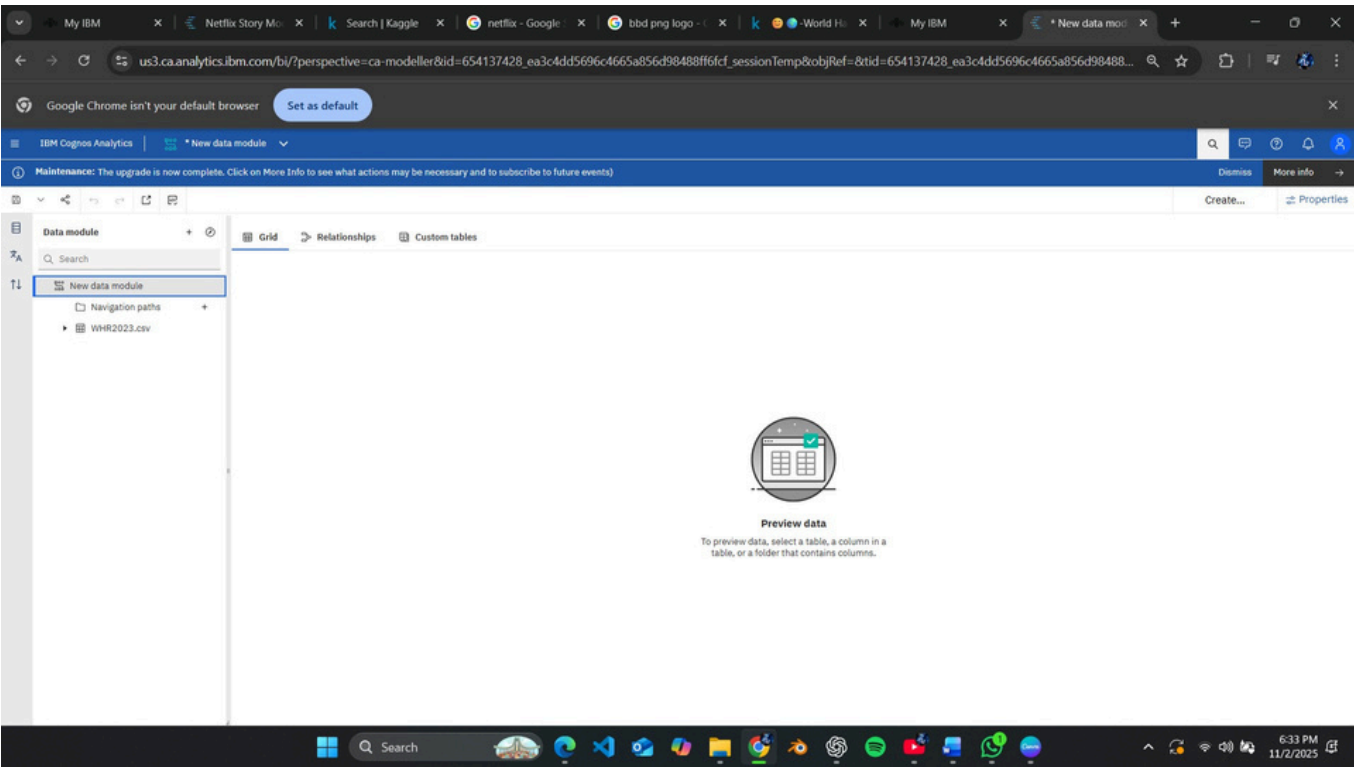 My IBM
Netflix Story Mo
Search | Kaggle
netflix - Google S
bbd png logo - G
-World Ha
My IBM
* New data mod
us3.ca.analytics.ibm.com/bi/?perspective=ca-modeller&id=654137428_ea3c4dd5696c4665a856d98488ff6fcf_sessionTemp&objRef=&tid=654137428_ea3c4dd5696c4665a856d98488...
Google Chrome isn't your default browser
Set as default
IBM Cognos Analytics
* New data module
Maintenance: The upgrade is now complete. Click on More Info to see what actions may be necessary and to subscribe to future events)
Dismiss
More info
Create...
Properties
Data module
Grid
Relationships
Custom tables
Search
New data module
Navigation paths
WHR2023.csv
Preview data
To preview data, select a table, a column in a
table, or a folder that contains columns.
Search
6:33 PM
11/2/2025